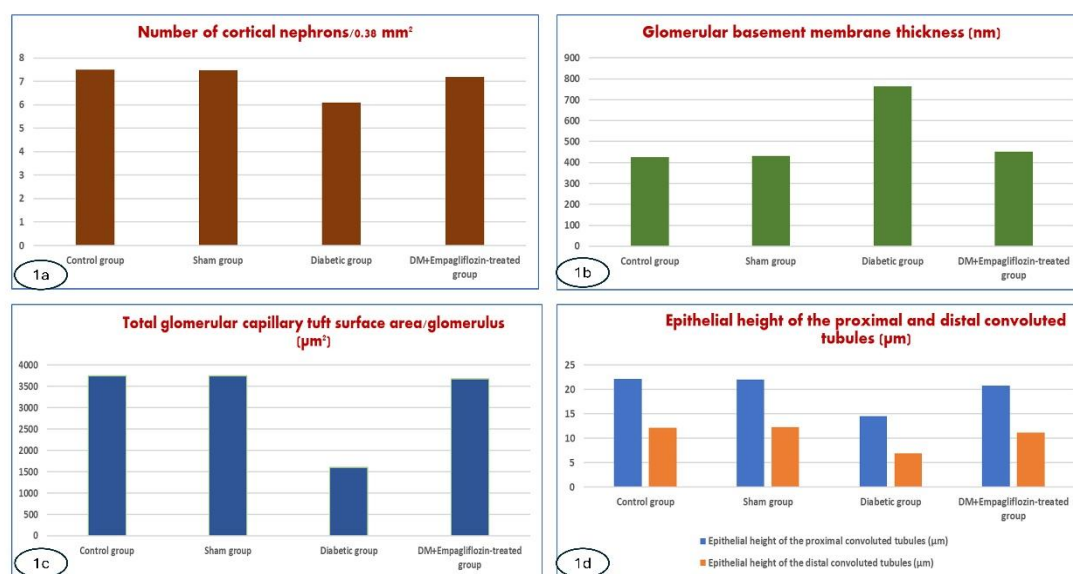 Number of cortical nephrons/0.38 mm²
8
7
6
5
4
3
2
1
0
Control group
Sham group
Diabetic group
DM+Empagliflozin-treated
group
1a
Glomerular basement membrane thickness (nm)
900
800
700
600
500
400
300
200
100
0
Control group
Sham group
Diabetic group
DM+Empagliflozin-treated
group
1b
Total glomerular capillary tuft surface area/glomerulus
(µm²)
4000
3500
3000
2500
2000
1500
1000
500
0
Control group
Sham group
Diabetic group
DM+Empagliflozin-treated
group
1c
Epithelial height of the proximal and distal convoluted
tubules (µm)
25
20
15
10
5
0
Control group
Sham group
Diabetic group
DM+Empagliflozin-treated
group
Epithelial height of the proximal convoluted tubules (µm)
Epithelial height of the distal convoluted tubules (µm)
1d